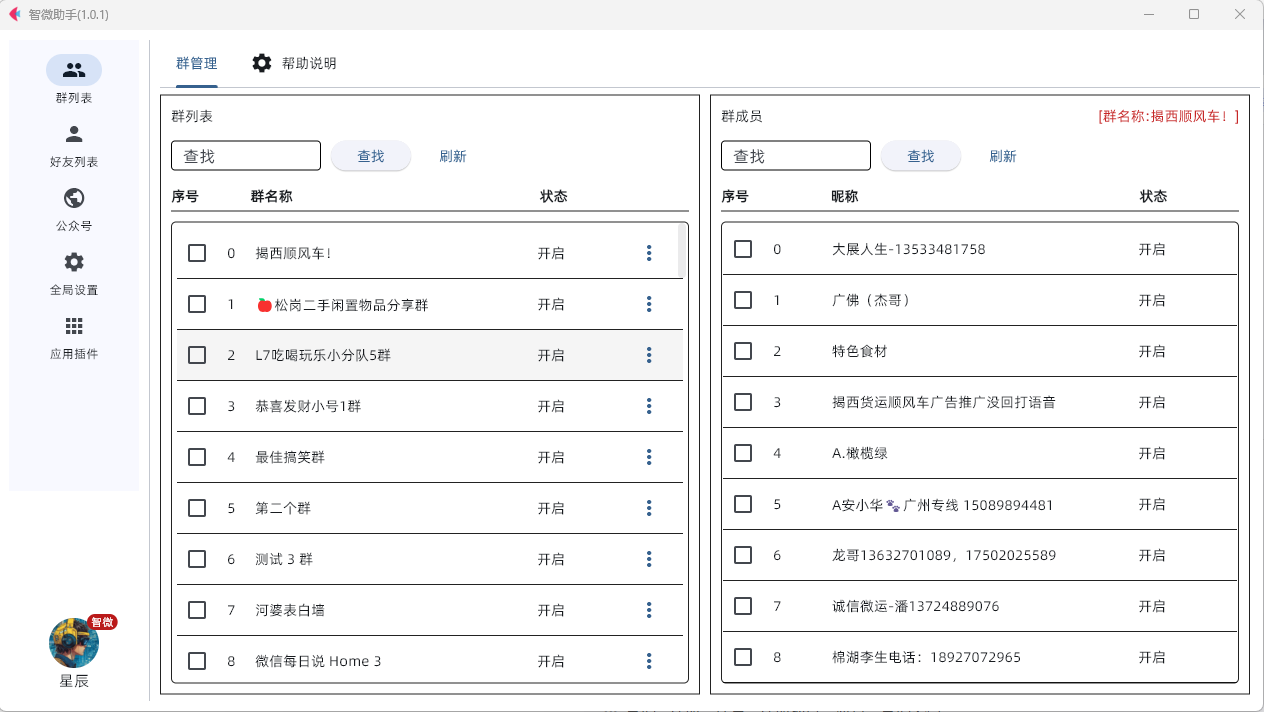 智微助手(1.0.1)
群列表
好友列表
公众号
全局设置
应用插件
智微
星辰
群管理 帮助说明
群列表
查找 查找 刷新
序号 群名称 状态
0 揭西顺风车！ 开启
1 🍎松岗二手闲置物品分享群 开启
2 L7吃喝玩乐小分队5群 开启
3 恭喜发财小号1群 开启
4 最佳搞笑群 开启
5 第二个群 开启
6 测试 3 群 开启
7 河婆表白墙 开启
8 微信每日说 Home 3 开启
群成员 [群名称:揭西顺风车！]
查找 查找 刷新
序号 昵称 状态
0 大展人生-13533481758 开启
1 广佛（杰哥） 开启
2 特色食材 开启
3 揭西货运顺风车广告推广没回打语音 开启
4 A.橄榄绿 开启
5 A安小华🐾广州专线 15089894481 开启
6 龙哥13632701089，17502025589 开启
7 诚信微运-潘13724889076 开启
8 棉湖李生电话：18927072965 开启